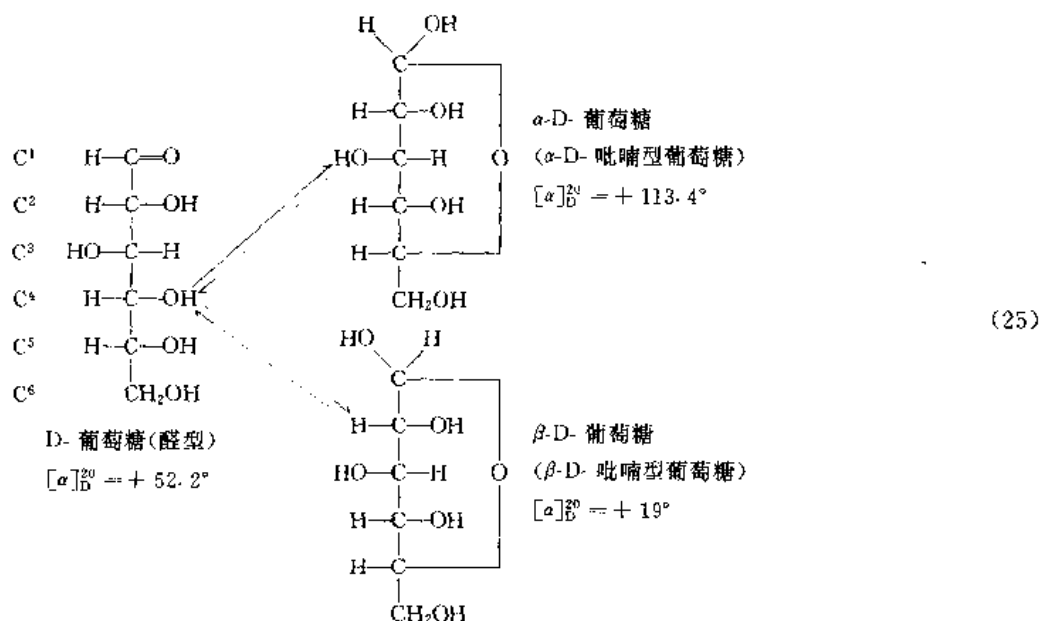 H OH
C
H—C—OH
HO—C—H O
H—C—OH
H—C
CH₂OH
α-D-葡萄糖
(α-D-吡喃型葡萄糖)
[α]²⁰D = + 113.4°
C¹ H—C=O
C² H—C—OH
C³ HO—C—H
C⁴ H—C—OH
C⁵ H—C—OH
C⁶ CH₂OH
D-葡萄糖(醛型)
[α]²⁰D = + 52.2°
HO H
C
H—C—OH
HO—C—H O
H—C—OH
H—C
CH₂OH
β-D-葡萄糖
(β-D-吡喃型葡萄糖)
[α]²⁰D = + 19°
(25)